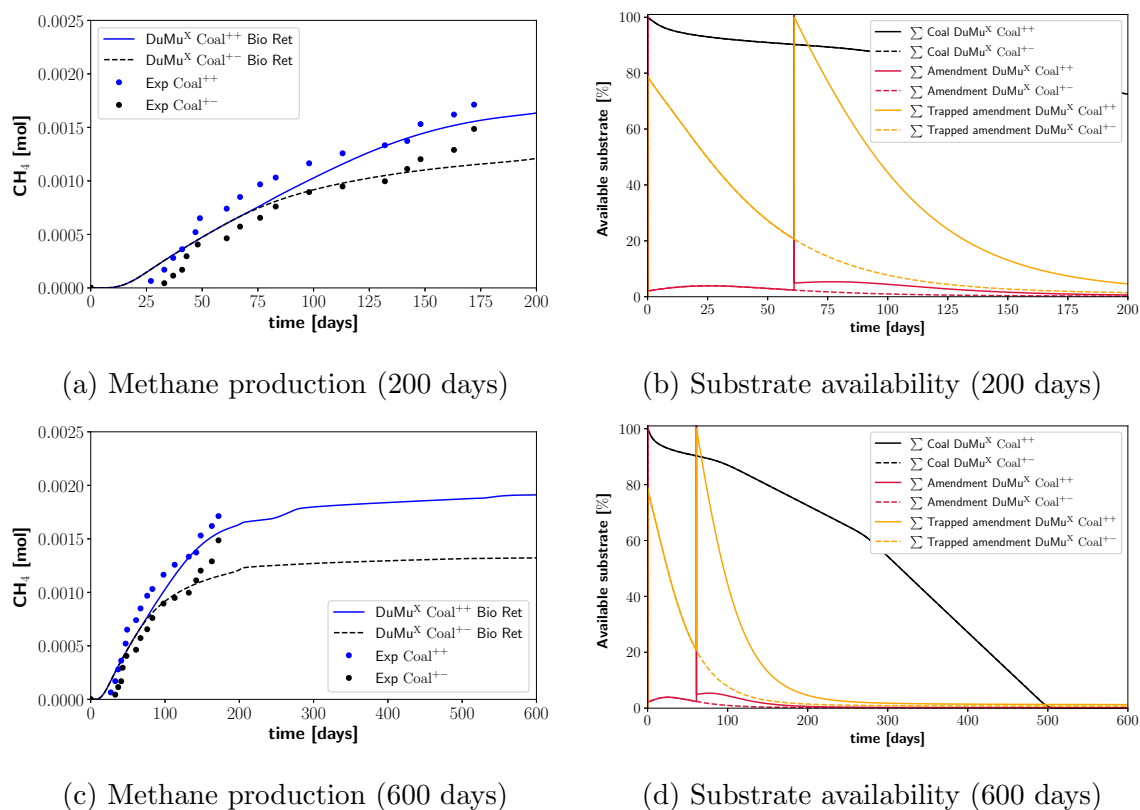 0.0025
0.0020
0.0015
0.0010
0.0005
0.0000
CH₄ [mol]
DuMuˣ Coal⁺⁺ Bio Ret
DuMuˣ Coal⁺⁻ Bio Ret
Exp Coal⁺⁺
Exp Coal⁺⁻
0 25 50 75 100 125 150 175 200
time [days]
(a) Methane production (200 days)
100
80
60
40
20
0
Available substrate [%]
∑ Coal DuMuˣ Coal⁺⁺
∑ Coal DuMuˣ Coal⁺⁻
∑ Amendment DuMuˣ Coal⁺⁺
∑ Amendment DuMuˣ Coal⁺⁻
∑ Trapped amendment DuMuˣ Coal⁺⁺
∑ Trapped amendment DuMuˣ Coal⁺⁻
0 25 50 75 100 125 150 175 200
time [days]
(b) Substrate availability (200 days)
0.0025
0.0020
0.0015
0.0010
0.0005
0.0000
CH₄ [mol]
DuMuˣ Coal⁺⁺ Bio Ret
DuMuˣ Coal⁺⁻ Bio Ret
Exp Coal⁺⁺
Exp Coal⁺⁻
0 100 200 300 400 500 600
time [days]
(c) Methane production (600 days)
100
80
60
40
20
0
Available substrate [%]
∑ Coal DuMuˣ Coal⁺⁺
∑ Coal DuMuˣ Coal⁺⁻
∑ Amendment DuMuˣ Coal⁺⁺
∑ Amendment DuMuˣ Coal⁺⁻
∑ Trapped amendment DuMuˣ Coal⁺⁺
∑ Trapped amendment DuMuˣ Coal⁺⁻
0 100 200 300 400 500 600
time [days]
(d) Substrate availability (600 days)